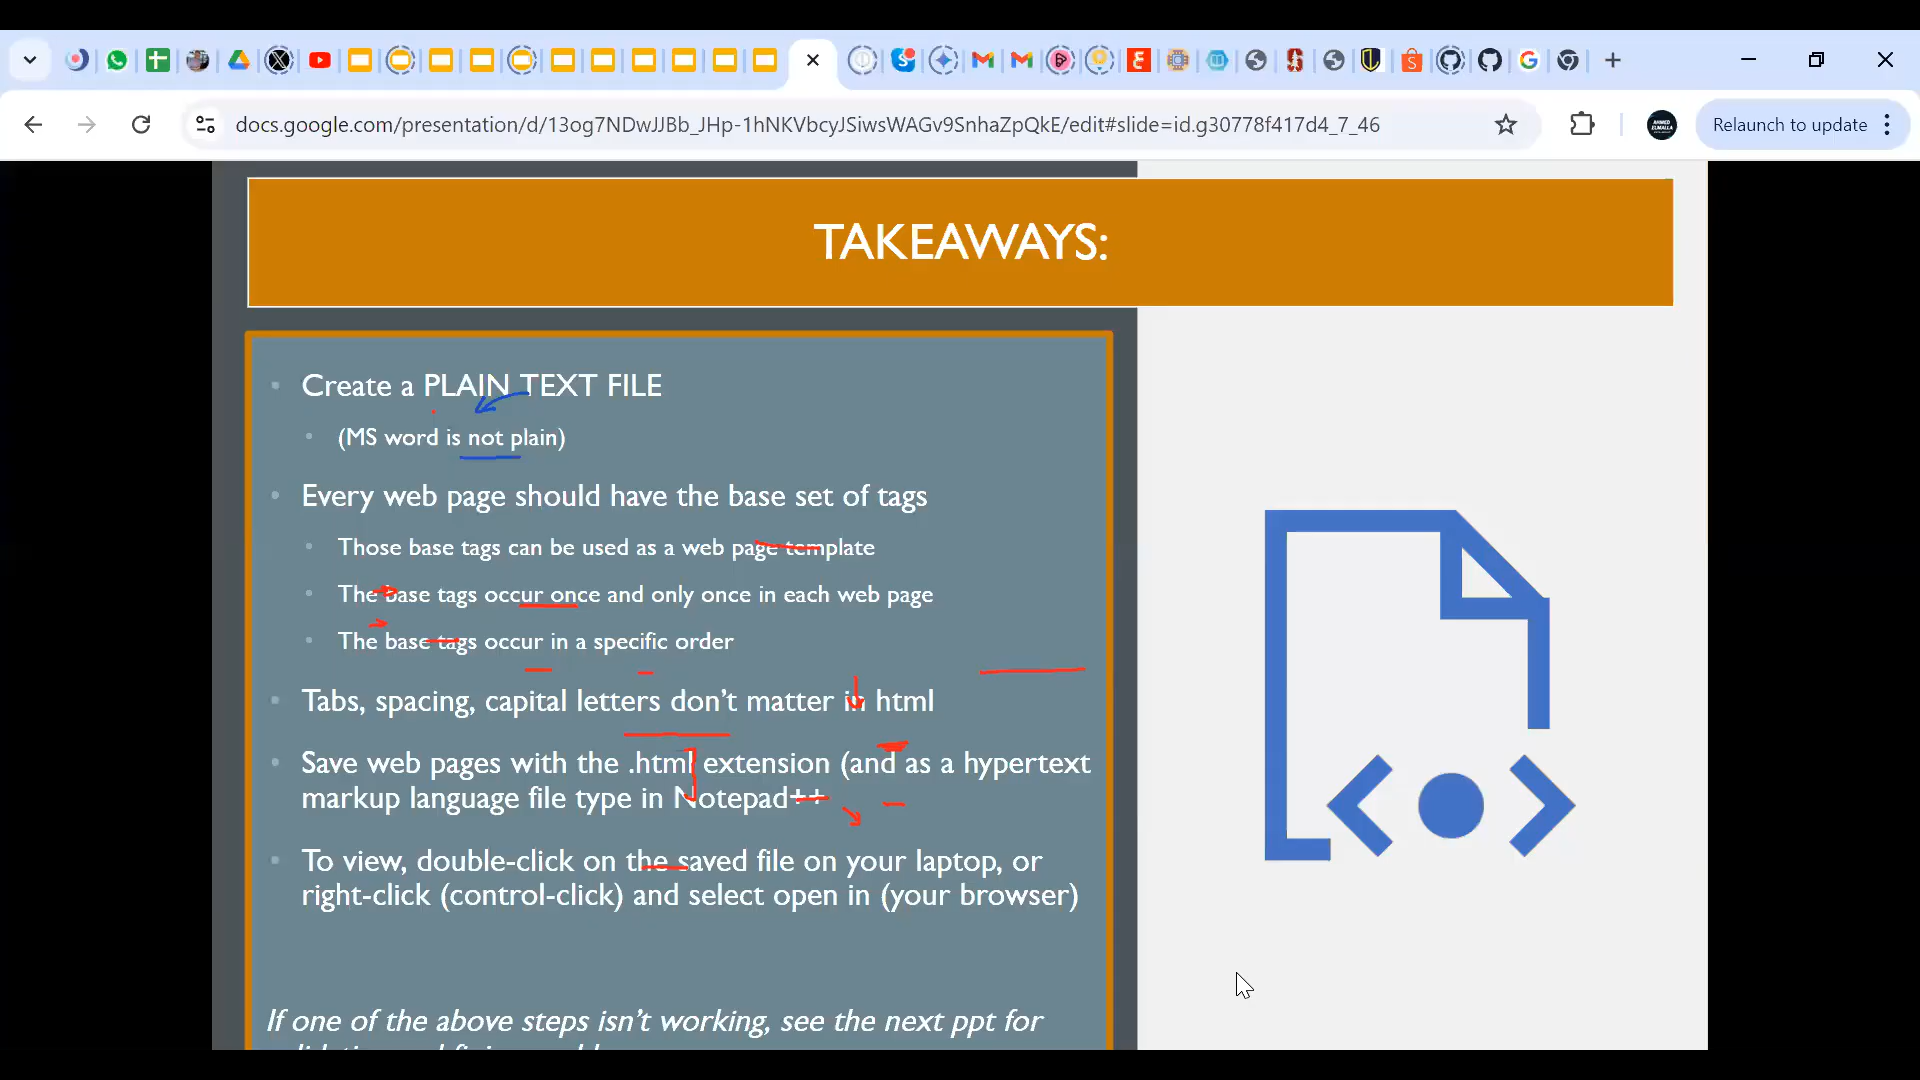 docs.google.com/presentation/d/13og7NDwJJBb_JHp-1hNKVbcyJSiwsWAGv9SnhaZpQkE/edit#slide=id.g30778f417d4_7_46
Relaunch to update
TAKEAWAYS:
Create a PLAIN TEXT FILE
(MS word is not plain)
Every web page should have the base set of tags
Those base tags can be used as a web page template
The base tags occur once and only once in each web page
The base tags occur in a specific order
Tabs, spacing, capital letters don't matter in html
Save web pages with the .html extension (and as a hypertext
markup language file type in Notepad++
To view, double-click on the saved file on your laptop, or
right-click (control-click) and select open in (your browser)
If one of the above steps isn't working, see the next ppt for